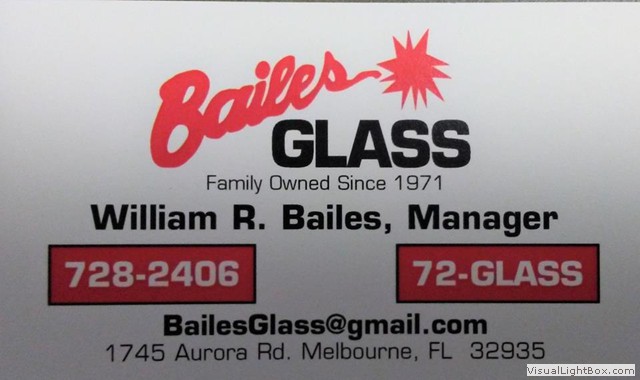 Bailes
GLASS
Family Owned Since 1971
William R. Bailes, Manager
728-2406 72-GLASS
BailesGlass@gmail.com
1745 Aurora Rd. Melbourne, FL 32935
VisualLightBox.com